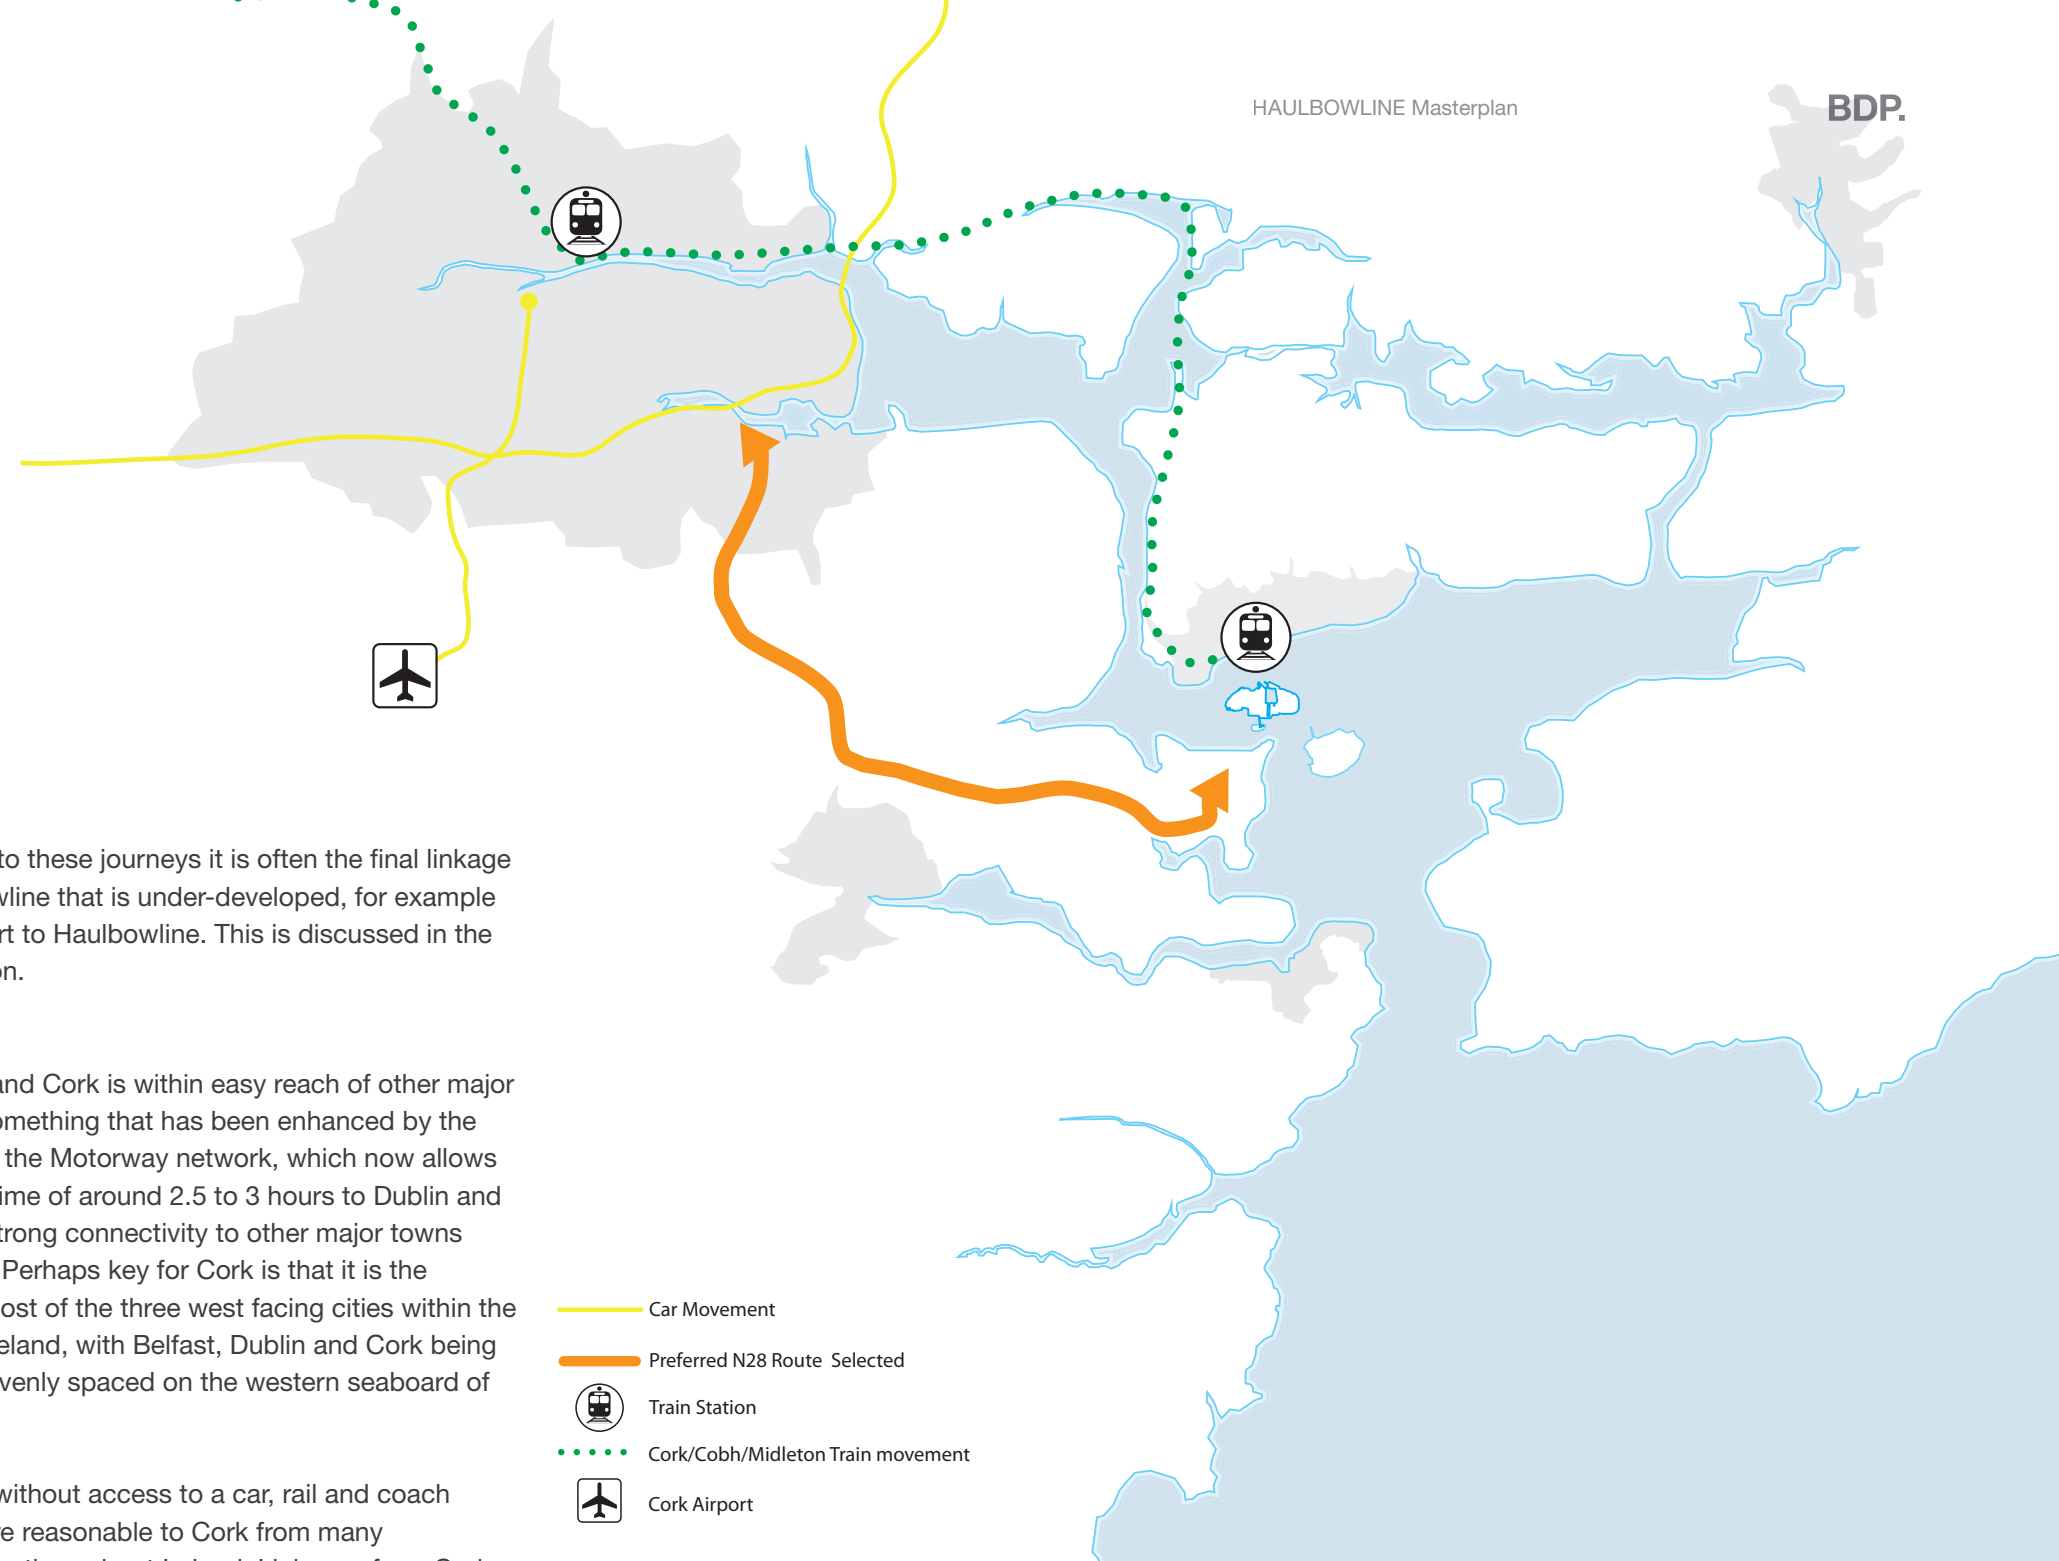 HAULBOWLINE Masterplan
BDP.
to these journeys it is often the final linkage
wline that is under-developed, for example
rt to Haulbowline. This is discussed in the
on.
and Cork is within easy reach of other major
omething that has been enhanced by the
the Motorway network, which now allows
ime of around 2.5 to 3 hours to Dublin and
trong connectivity to other major towns
Perhaps key for Cork is that it is the
ost of the three west facing cities within the
eland, with Belfast, Dublin and Cork being
venly spaced on the western seaboard of
without access to a car, rail and coach
e reasonable to Cork from many
Car Movement
Preferred N28 Route Selected
Train Station
Cork/Cobh/Midleton Train movement
Cork Airport